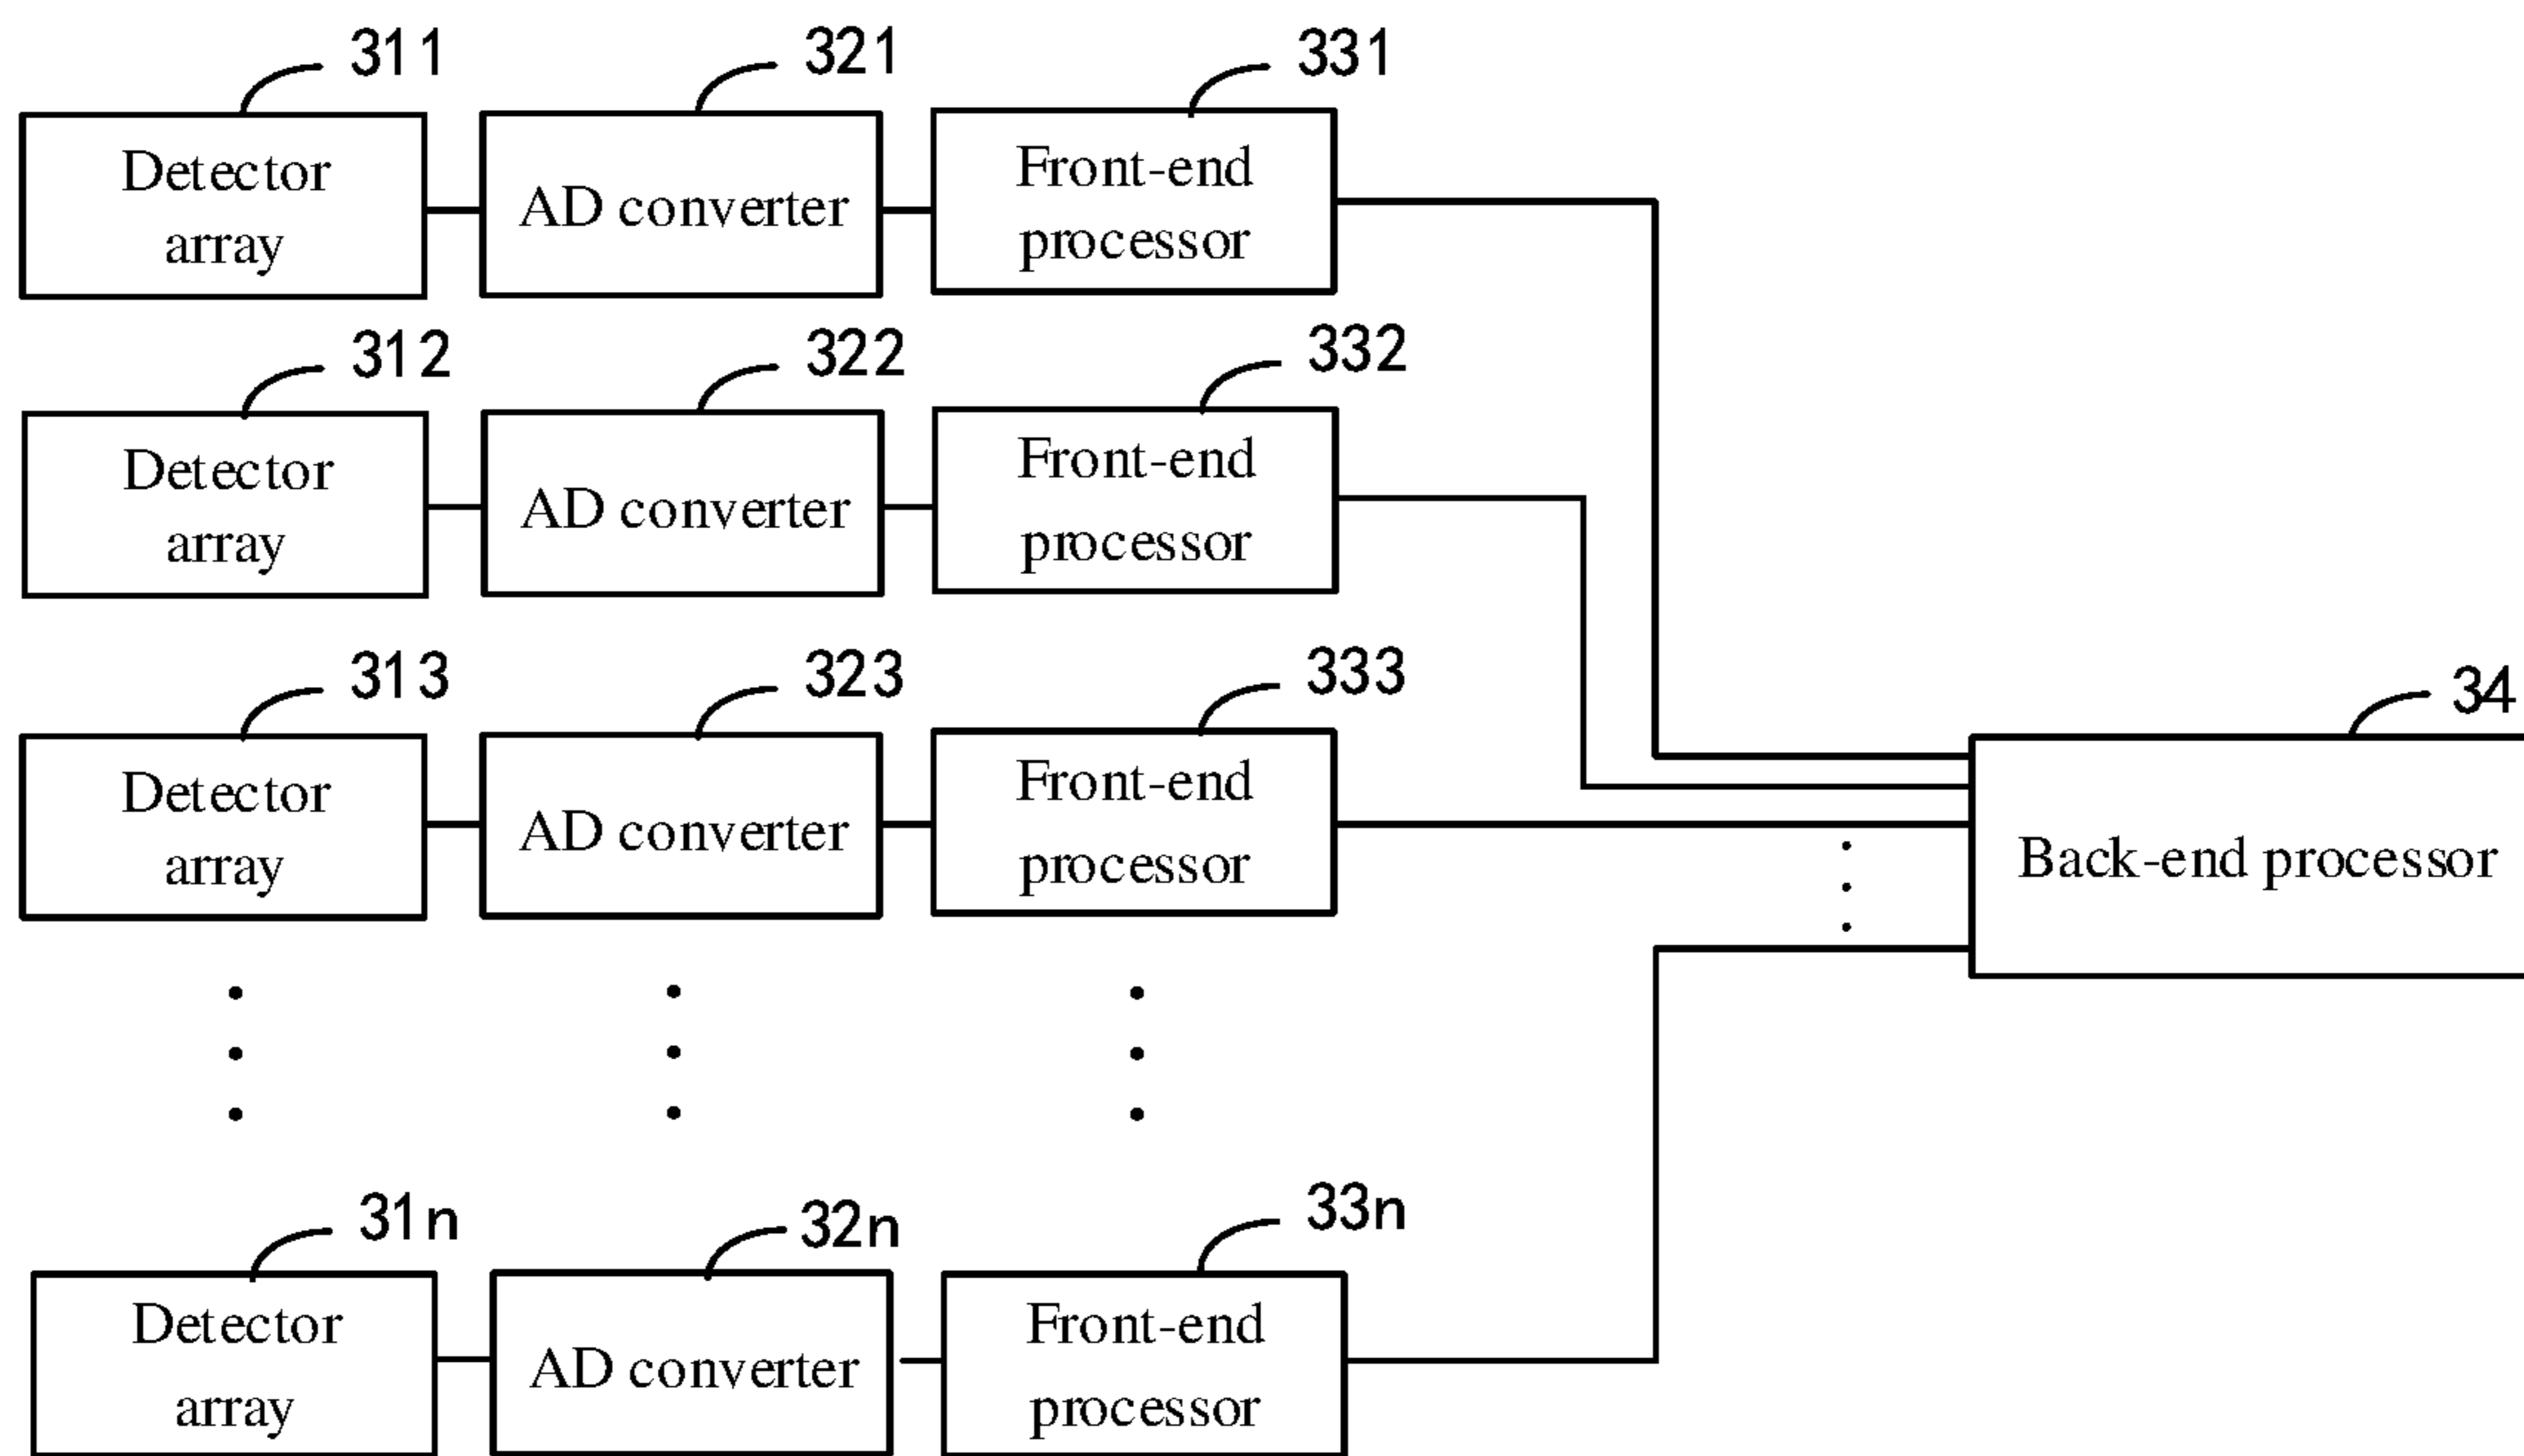 311 321 331
Detector AD converter Front-end
array processor
312 322 332
Detector AD converter Front-end
array processor
313 323 333 34
Detector AD converter Front-end Back-end processor
array processor
31n 32n 33n
Detector AD converter Front-end
array processor